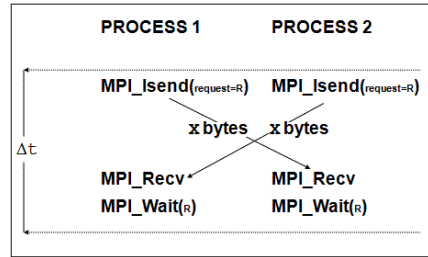 PROCESS 1 PROCESS 2
MPI_Isend(request=R) MPI_Isend(request=R)
x bytes x bytes
Δt
MPI_Recv MPI_Recv
MPI_Wait(R) MPI_Wait(R)